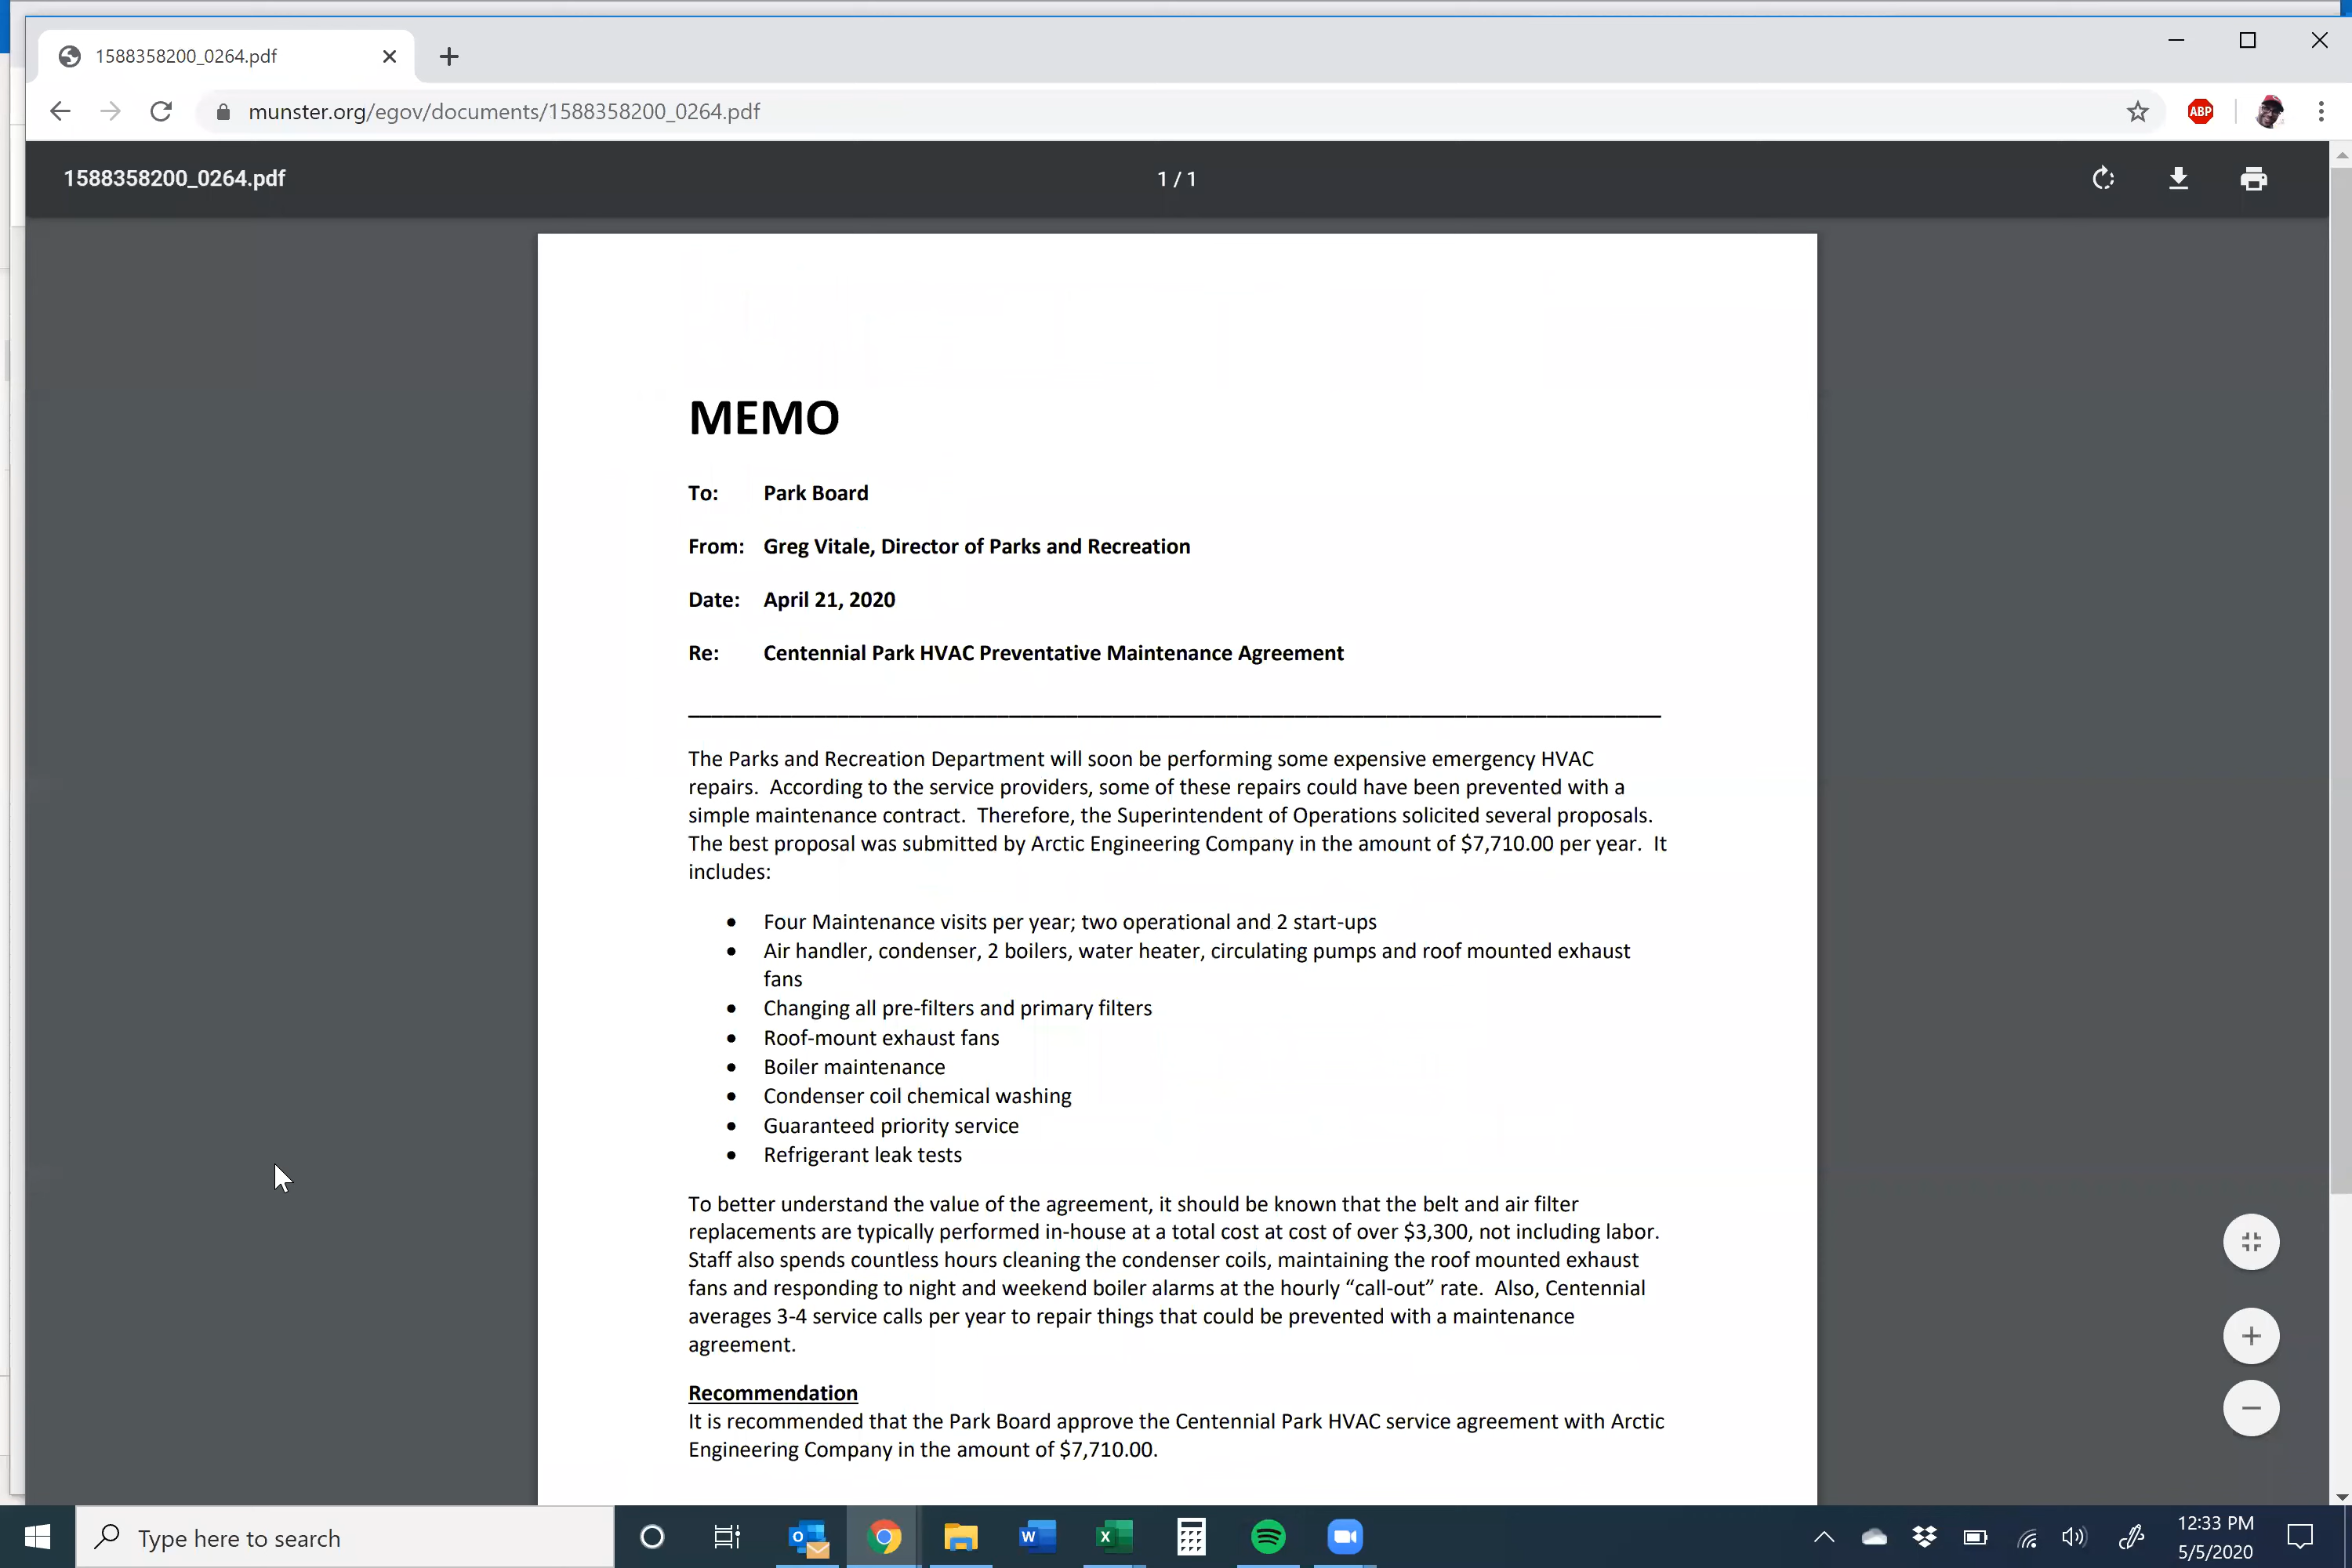 1588358200_0264.pdf
munster.org/egov/documents/1588358200_0264.pdf
ABP
1588358200_0264.pdf
1 / 1
MEMO
To: Park Board
From: Greg Vitale, Director of Parks and Recreation
Date: April 21, 2020
Re: Centennial Park HVAC Preventative Maintenance Agreement
The Parks and Recreation Department will soon be performing some expensive emergency HVAC
repairs. According to the service providers, some of these repairs could have been prevented with a
simple maintenance contract. Therefore, the Superintendent of Operations solicited several proposals.
The best proposal was submitted by Arctic Engineering Company in the amount of $7,710.00 per year. It
includes:
• Four Maintenance visits per year; two operational and 2 start-ups
• Air handler, condenser, 2 boilers, water heater, circulating pumps and roof mounted exhaust
fans
• Changing all pre-filters and primary filters
• Roof-mount exhaust fans
• Boiler maintenance
• Condenser coil chemical washing
• Guaranteed priority service
• Refrigerant leak tests
To better understand the value of the agreement, it should be known that the belt and air filter
replacements are typically performed in-house at a total cost at cost of over $3,300, not including labor.
Staff also spends countless hours cleaning the condenser coils, maintaining the roof mounted exhaust
fans and responding to night and weekend boiler alarms at the hourly “call-out” rate. Also, Centennial
averages 3-4 service calls per year to repair things that could be prevented with a maintenance
agreement.
Recommendation
It is recommended that the Park Board approve the Centennial Park HVAC service agreement with Arctic
Engineering Company in the amount of $7,710.00.
Type here to search
12:33 PM
5/5/2020